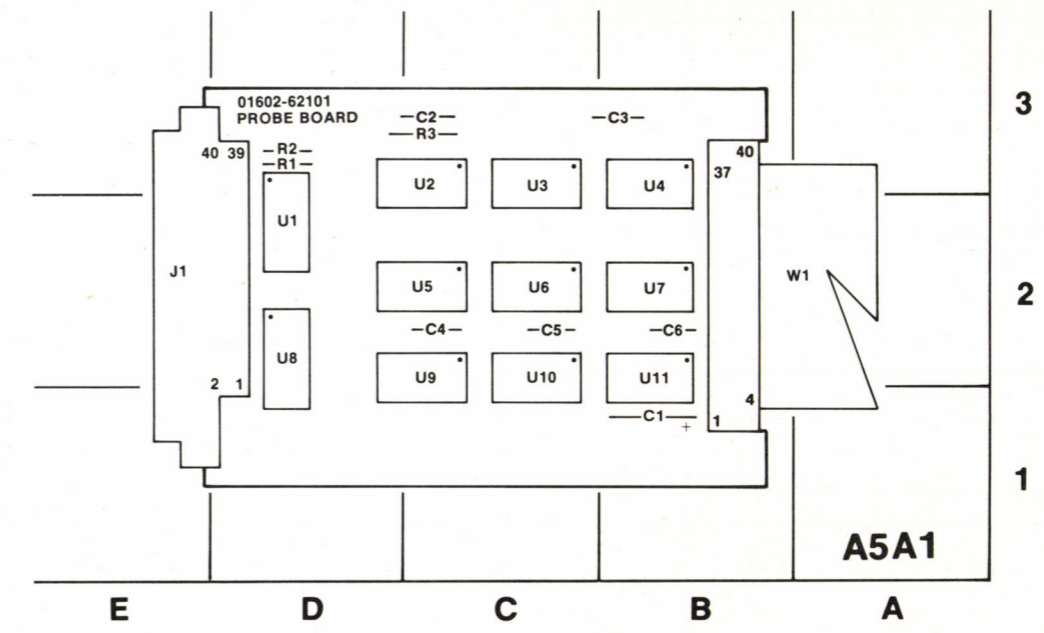 3
01602-62101
PROBE BOARD
C2
C3
R3
40 39
R2
R1
40
37
U2
U3
U4
U1
J1
W1
2
U5
U6
U7
C4
C5
C6
U8
U9
U10
U11
2 1
4
C1
+
1
1
A5A1
E
D
C
B
A